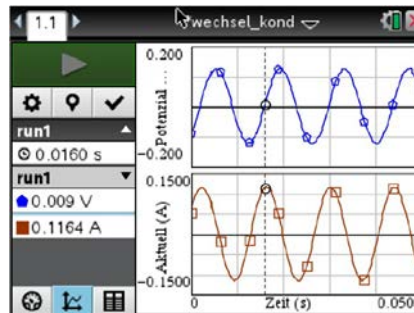 1.1
wechsel_kond
run1
0.0160 s
run1
0.009 V
0.1164 A
0.200
Potenzial ...
-0.200
0.1500
Aktuell (A)
-0.1500
0
Zeit (s)
0.050